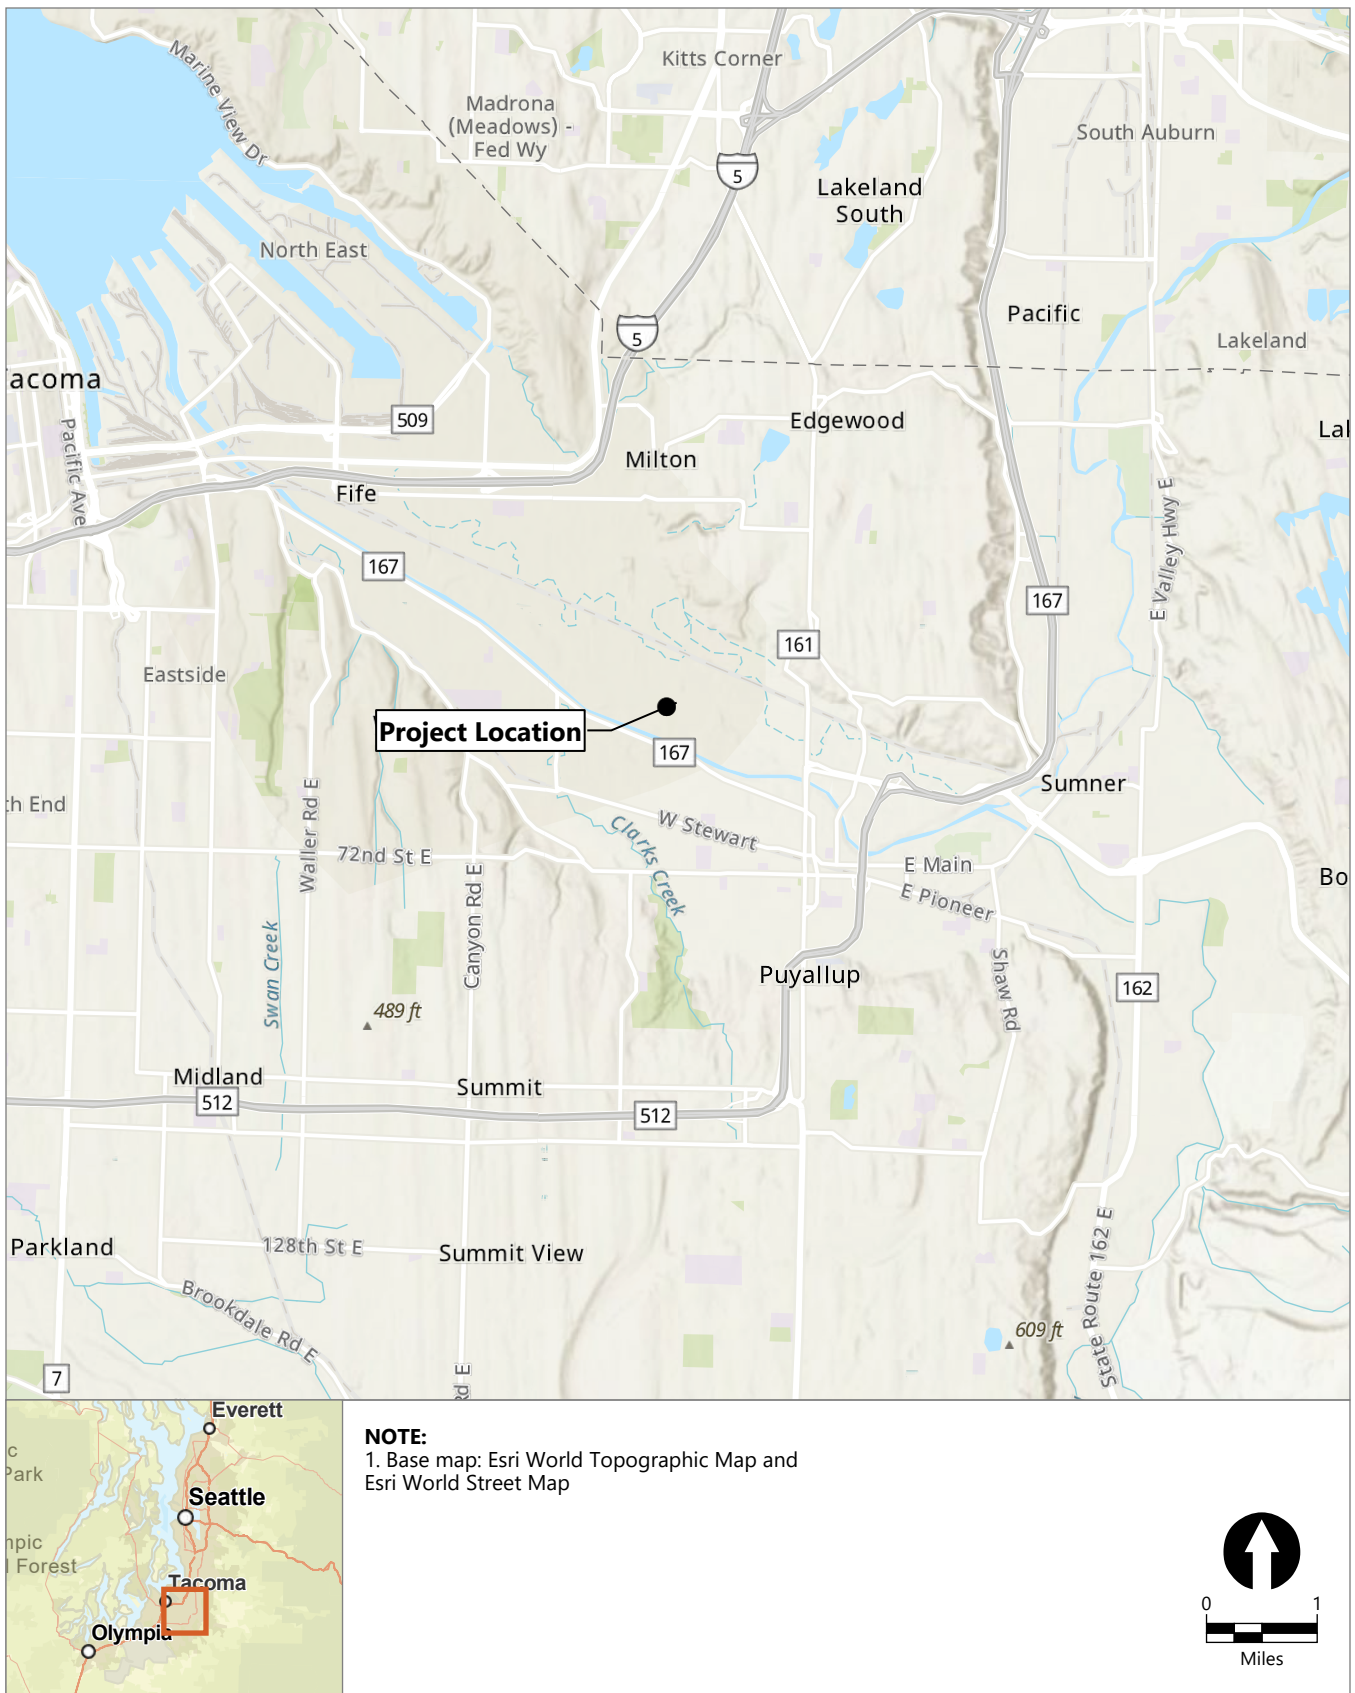 Kitts Corner
Marine View Dr
Madrona
(Meadows) -
Fed Wy
South Auburn
5
Lakeland
South
North East
Pacific
5
Lakeland
acoma
509
Edgewood
Lak
Pacific Ave
Milton
Fife
E Valley Hwy E
167
167
161
Eastside
Project Location
167
Sumner
th End
Waller Rd E
Clarks Creek
W Stewart
72nd St E
E Main
Canyon Rd E
Bo
E Pioneer
Swan Creek
Shaw Rd
Puyallup
162
489 ft
Midland
Summit
512
512
Parkland
128th St E
Summit View
State Route 162 E
Brookdale Rd E
609 ft
7
Rd E
Everett
c
Park
Seattle
mpic
l Forest
Tacoma
Olympia
NOTE:
1. Base map: Esri World Topographic Map and
Esri World Street Map
0 1
Miles